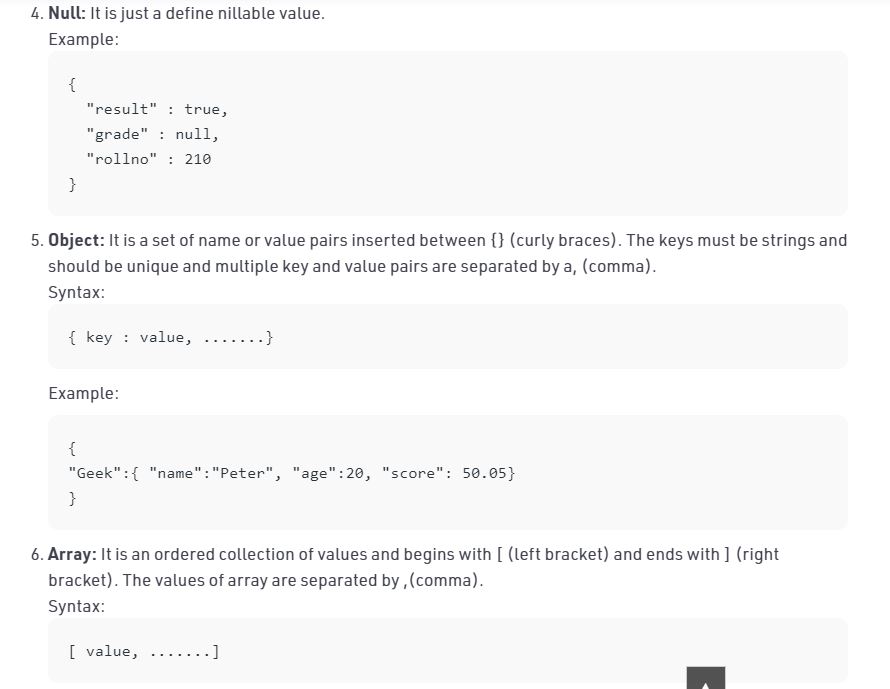 4. Null: It is just a define nillable value.
Example:
{
"result" : true,
"grade" : null,
"rollno" : 210
}
5. Object: It is a set of name or value pairs inserted between {} (curly braces). The keys must be strings and
should be unique and multiple key and value pairs are separated by a, (comma).
Syntax:
{ key : value, .......}
Example:
{
"Geek":{ "name":"Peter", "age":20, "score": 50.05}
}
6. Array: It is an ordered collection of values and begins with [ (left bracket) and ends with ] (right
bracket). The values of array are separated by ,(comma).
Syntax:
[ value, .......]